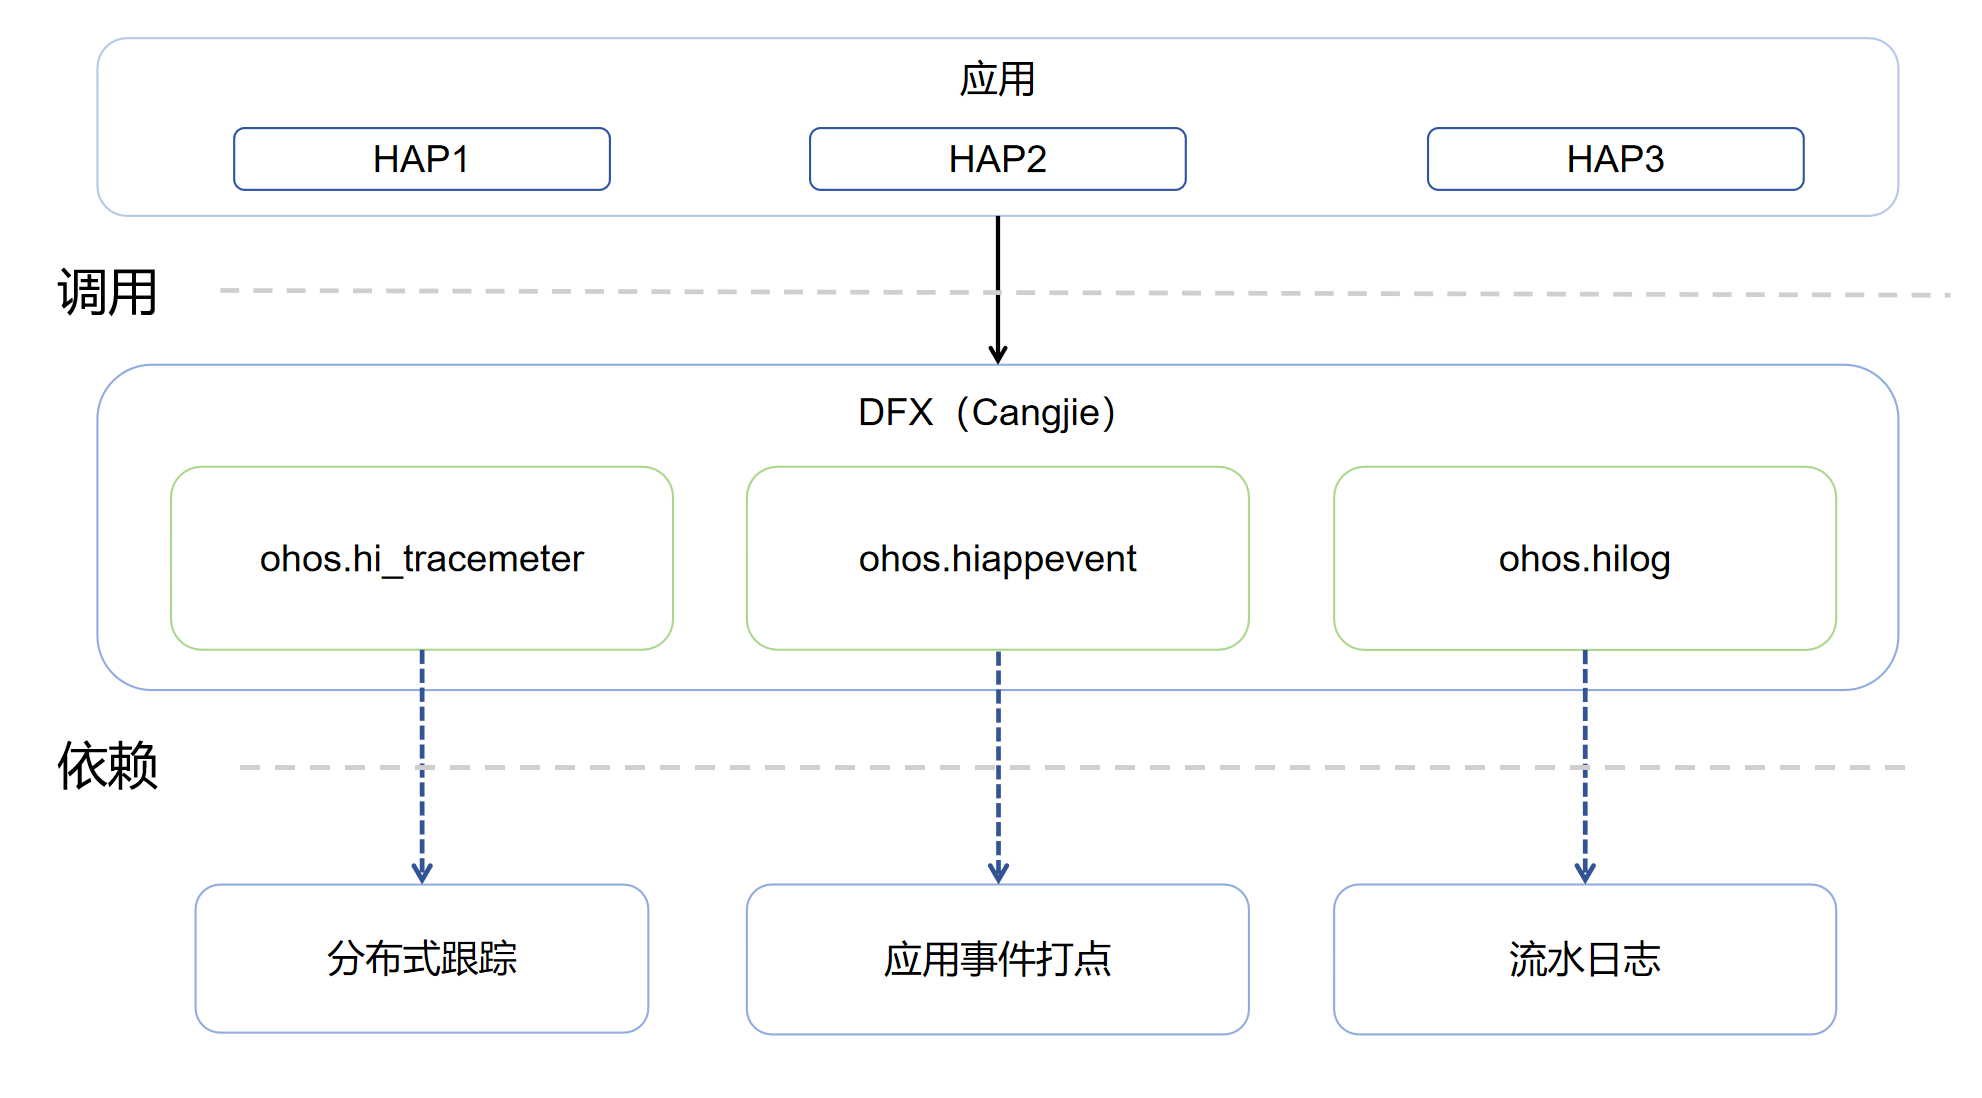 应用
HAP1
HAP2
HAP3
调用
DFX（Cangjie）
ohos.hi_tracemeter
ohos.hiappevent
ohos.hilog
依赖
分布式跟踪
应用事件打点
流水日志